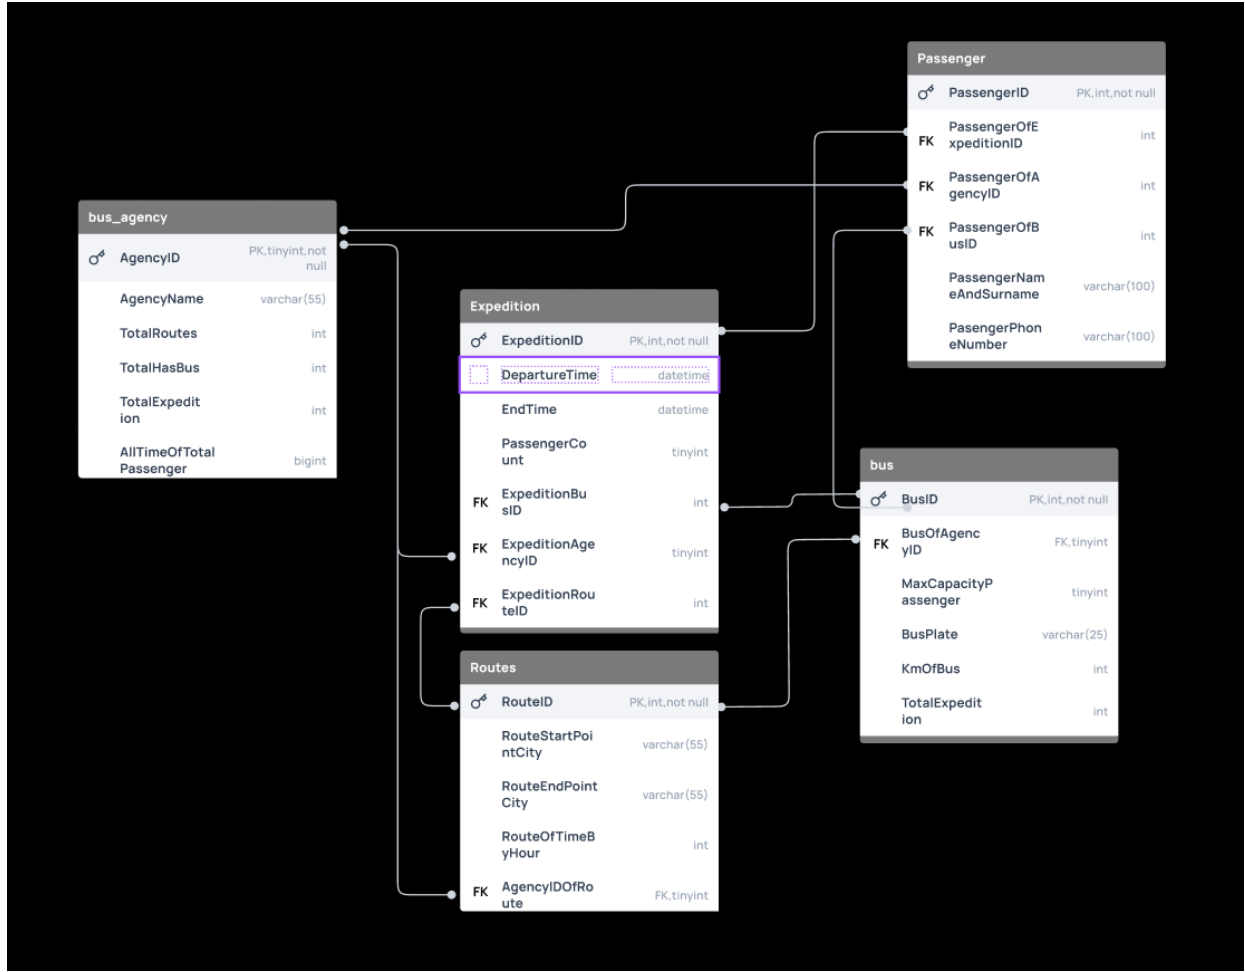 Passenger
PassengerID PK,int,not null
PassengerOfE
xpeditionID
FK int
PassengerOfA
gencyID
FK int
PassengerOfB
usID
FK int
PassengerNam
eAndSurname
varchar(100)
PasengerPhon
eNumber
varchar(100)
bus_agency
AgencyID
PK,tinyint,not
null
AgencyName varchar(55)
TotalRoutes int
TotalHasBus int
TotalExpedit
ion
int
AllTimeOfTotal
Passenger
bigint
Expedition
ExpeditionID PK,int,not null
DepartureTime datetime
EndTime datetime
PassengerCo
unt
tinyint
FK ExpeditionBu
sID
int
FK ExpeditionAge
ncyID
tinyint
FK ExpeditionRou
teID
int
bus
BusID PK,int,not null
FK BusOfAgenc
yID
FK,tinyint
MaxCapacityP
assenger
tinyint
BusPlate varchar(25)
KmOfBus int
TotalExpedit
ion
int
Routes
RouteID PK,int,not null
RouteStartPoi
ntCity
varchar(55)
RouteEndPoint
City
varchar(55)
RouteOfTimeB
yHour
int
FK AgencyIDOfRo
ute
FK,tinyint